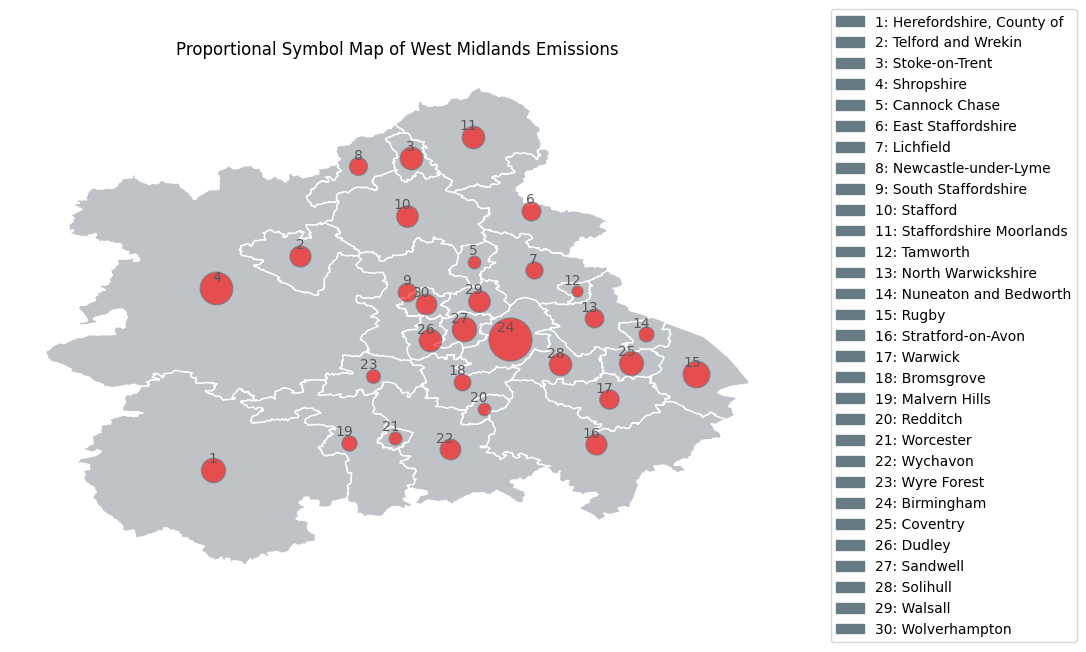 Proportional Symbol Map of West Midlands Emissions
11
3
8
6
10
2
5
7
4
9
30
29
12
13
27
24
26
14
28
25
15
23
18
17
20
19
21
22
16
1
1: Herefordshire, County of
2: Telford and Wrekin
3: Stoke-on-Trent
4: Shropshire
5: Cannock Chase
6: East Staffordshire
7: Lichfield
8: Newcastle-under-Lyme
9: South Staffordshire
10: Stafford
11: Staffordshire Moorlands
12: Tamworth
13: North Warwickshire
14: Nuneaton and Bedworth
15: Rugby
16: Stratford-on-Avon
17: Warwick
18: Bromsgrove
19: Malvern Hills
20: Redditch
21: Worcester
22: Wychavon
23: Wyre Forest
24: Birmingham
25: Coventry
26: Dudley
27: Sandwell
28: Solihull
29: Walsall
30: Wolverhampton